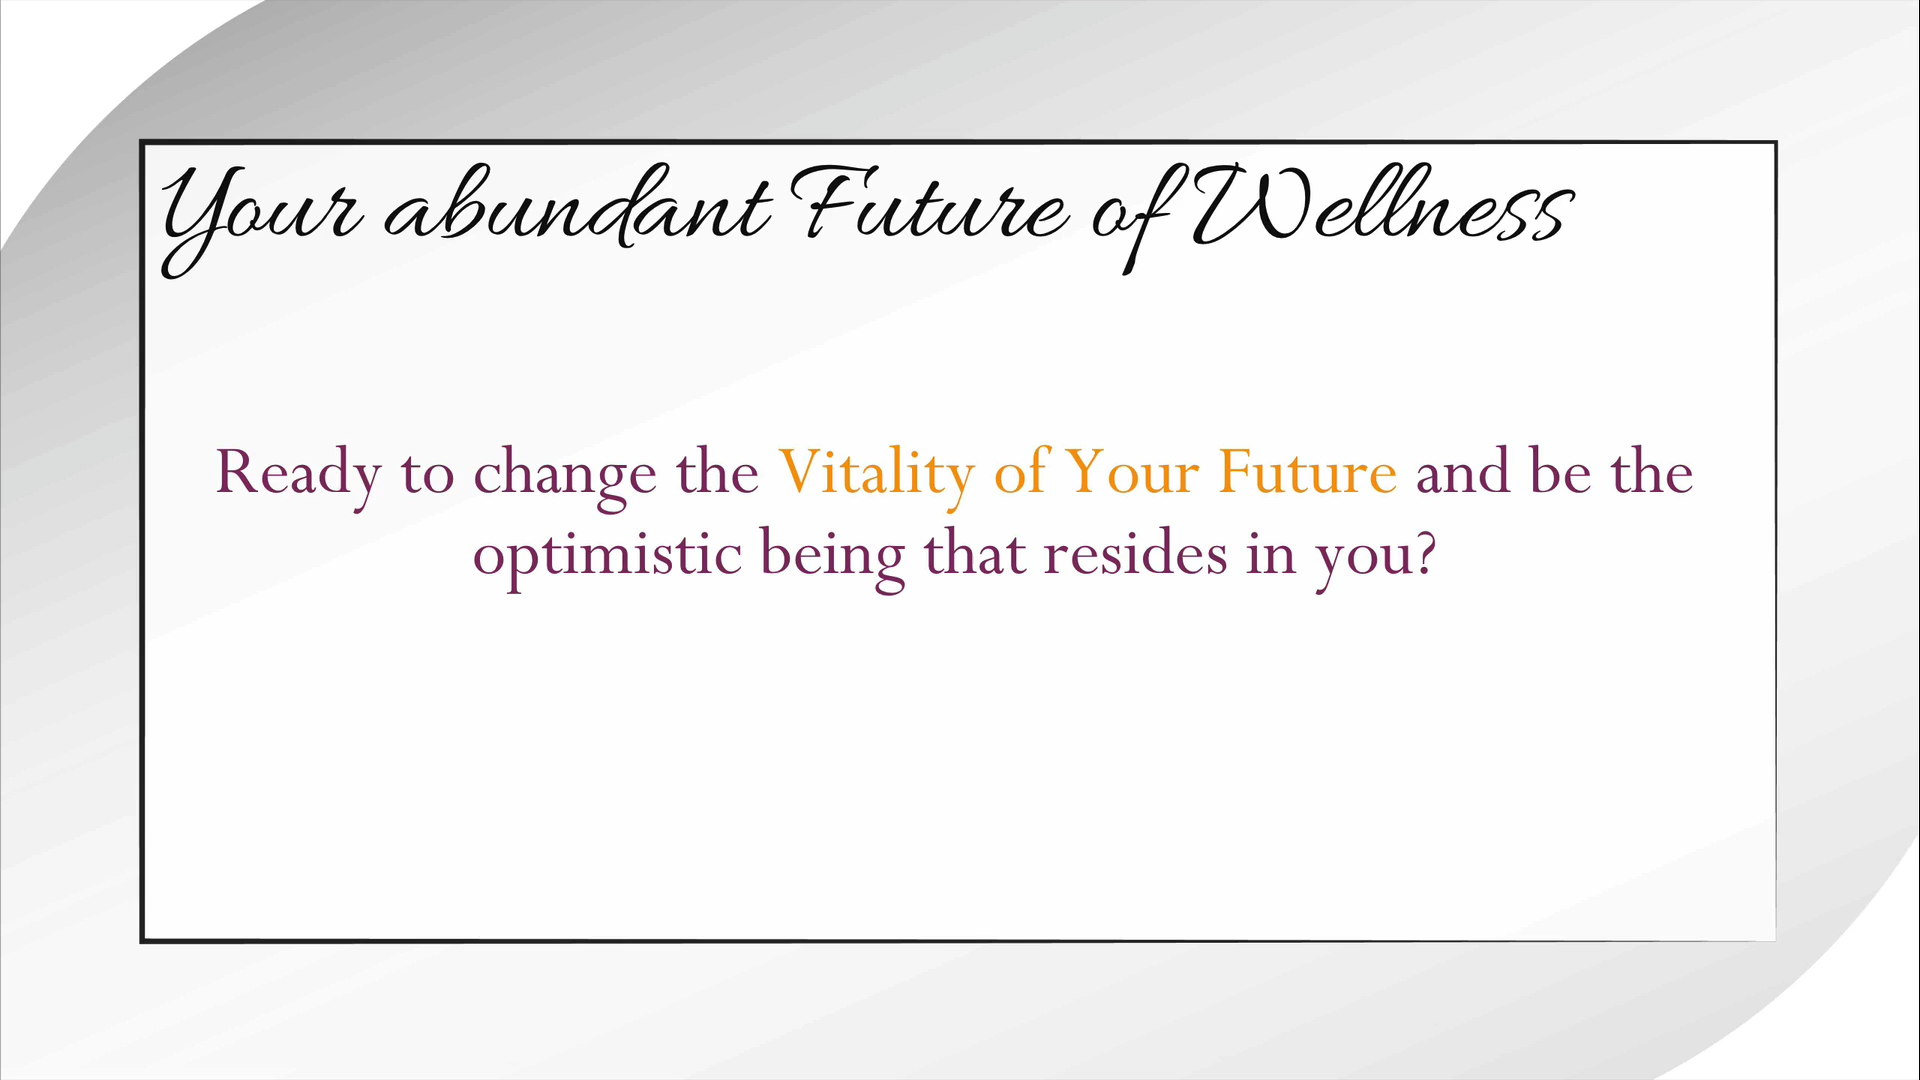 Your abundant Future of Wellness
Ready to change the Vitality of Your Future and be the
optimistic being that resides in you?